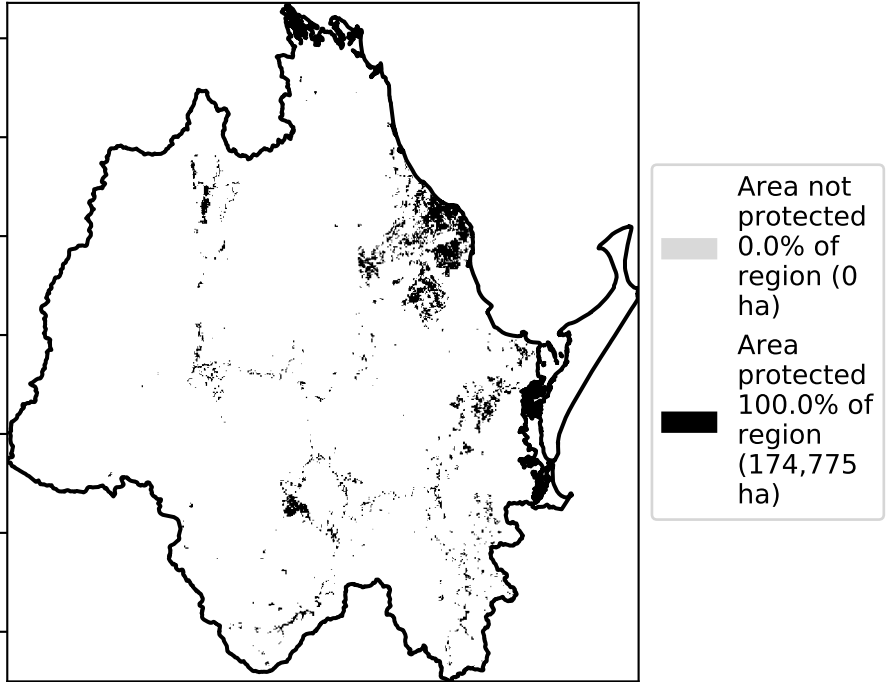 Area not
protected
0.0% of
region (0
ha)
Area
protected
100.0% of
region
(174,775
ha)